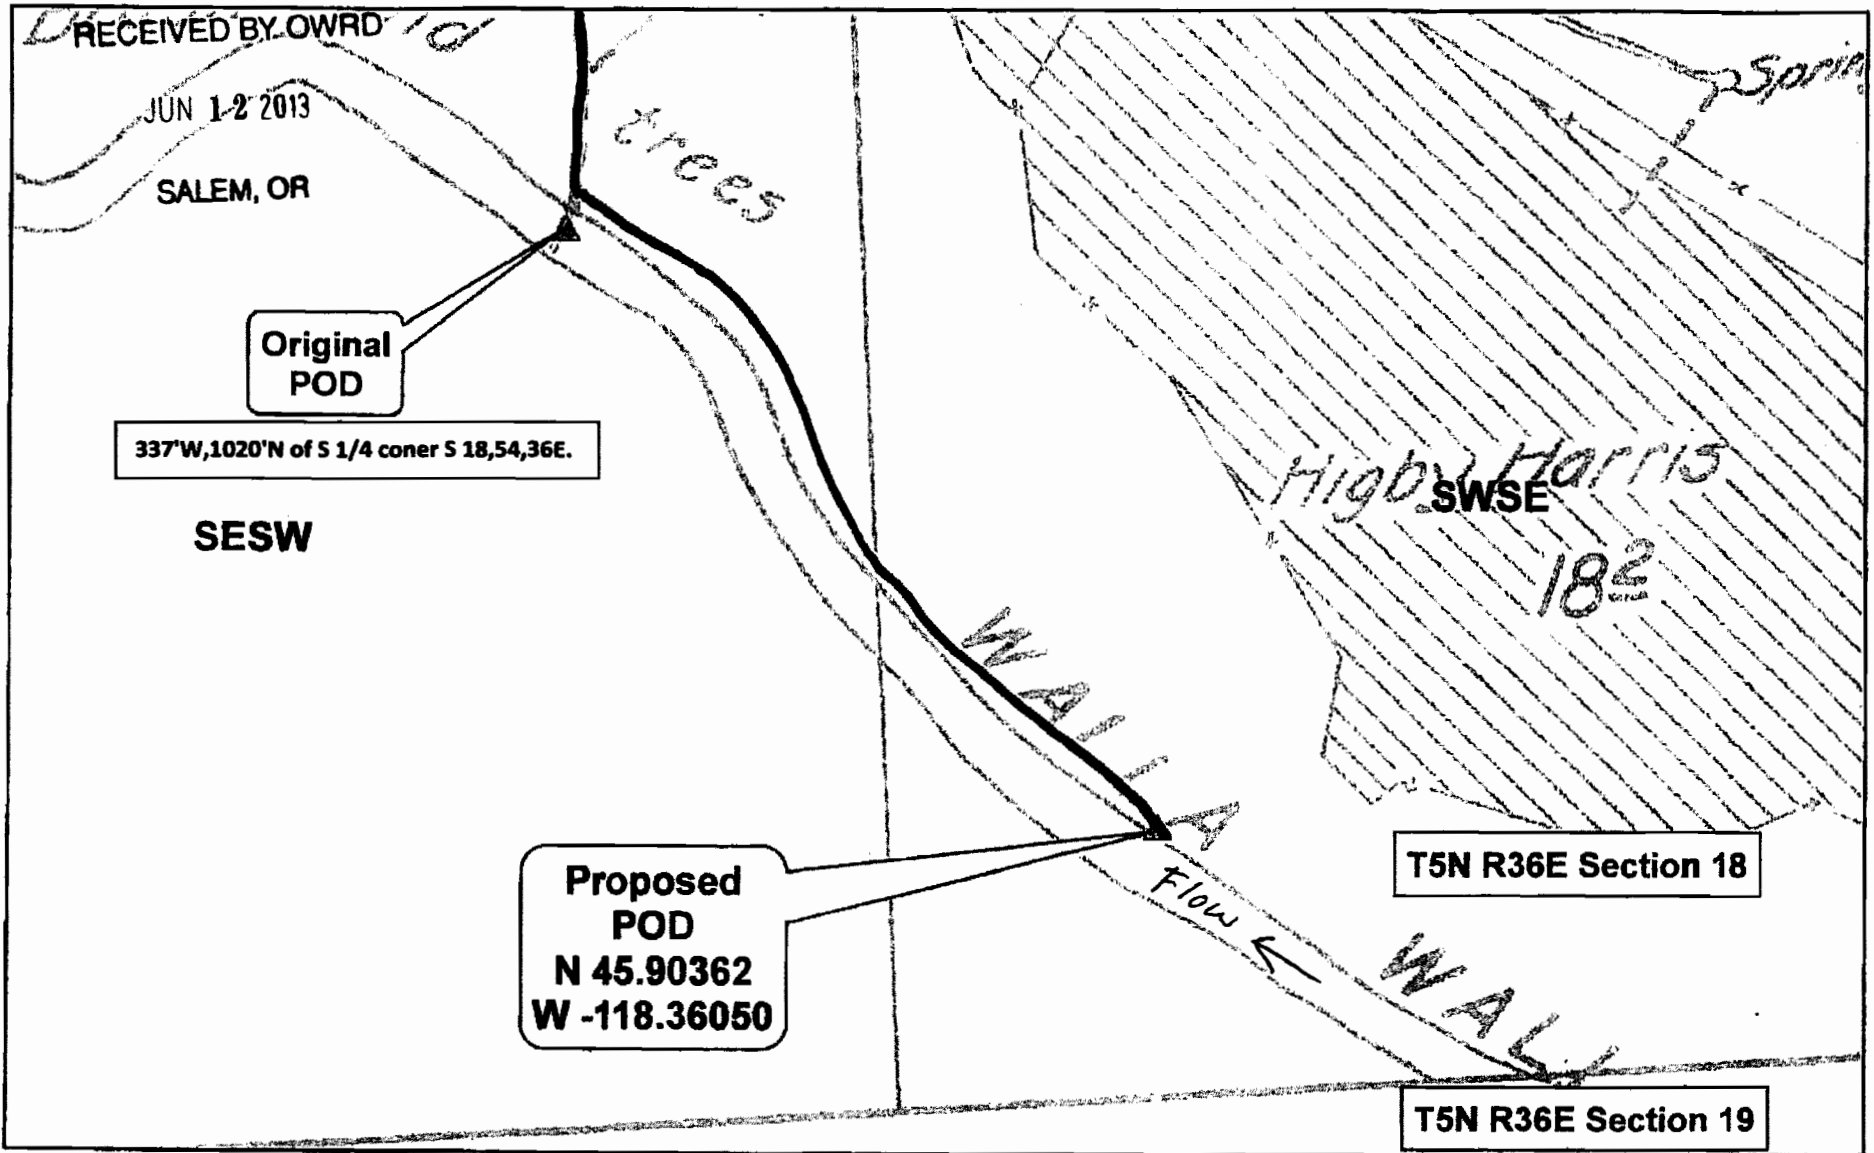 RECEIVED BY OWRD
JUN 12 2013
SALEM, OR
trees
Original
POD
337'W,1020'N of S 1/4 coner S 18,54,36E.
SESW
Harris
SWSE
18 2
WALLA
Proposed
POD
N 45.90362
W -118.36050
Flow
T5N R36E Section 18
T5N R36E Section 19